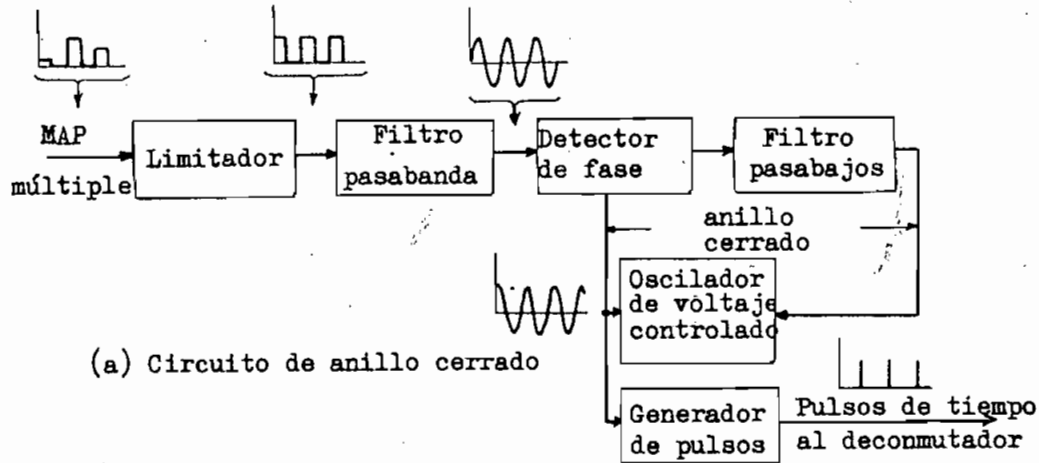 MAP
múltiple
Limitador
Filtro
pasabanda
Detector
de fase
Filtro
pasabajos
anillo
cerrado
Oscilador
de vòltaje
controlado
(a) Circuito de anillo cerrado
Generador
de pulsos
Pulsos de tiempo
al deconmutador